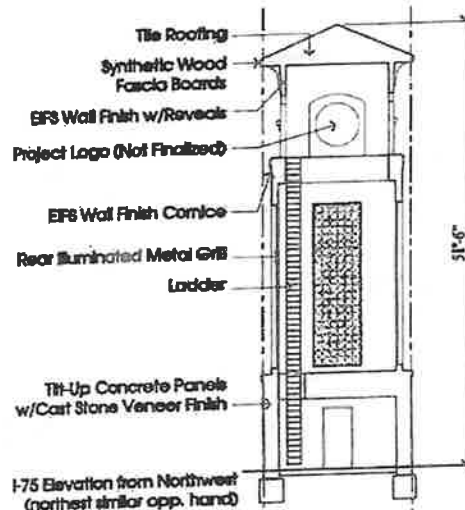 Tile Roofing
Synthetic Wood
Fascia Boards
EIFS Wall Finish w/Reveals
Project Logo (Not Finalized)
EIFS Wall Finish Cornice
Rear Illuminated Metal Grill
Ladder
Tilt-Up Concrete Panels
w/Cast Stone Veneer Finish
I-75 Elevation from Northwest
(northest similar opp. hand)
51'-6"